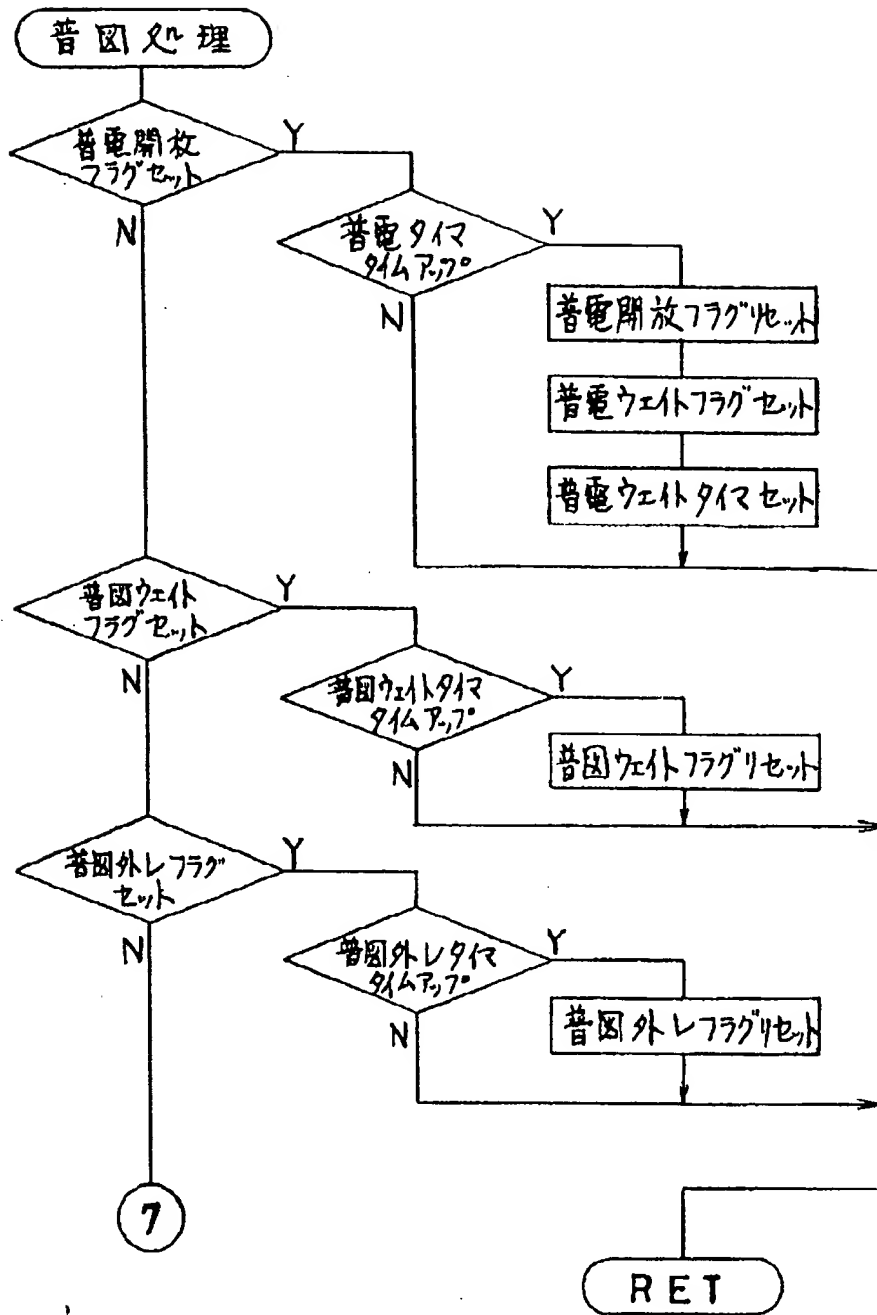 普図処理
普電開放
フラグセット
Y
N
普電タイマ
タイムアップ
Y
N
普電開放フラグリセット
普電ウェイトフラグセット
普電ウェイトタイマセット
普図ウェイト
フラグセット
Y
N
普図ウェイトタイマ
タイムアップ
Y
N
普図ウェイトフラグリセット
普図外レフラグ
セット
Y
N
普図外レタイマ
タイムアップ
Y
N
普図外レフラグリセット
7
RET